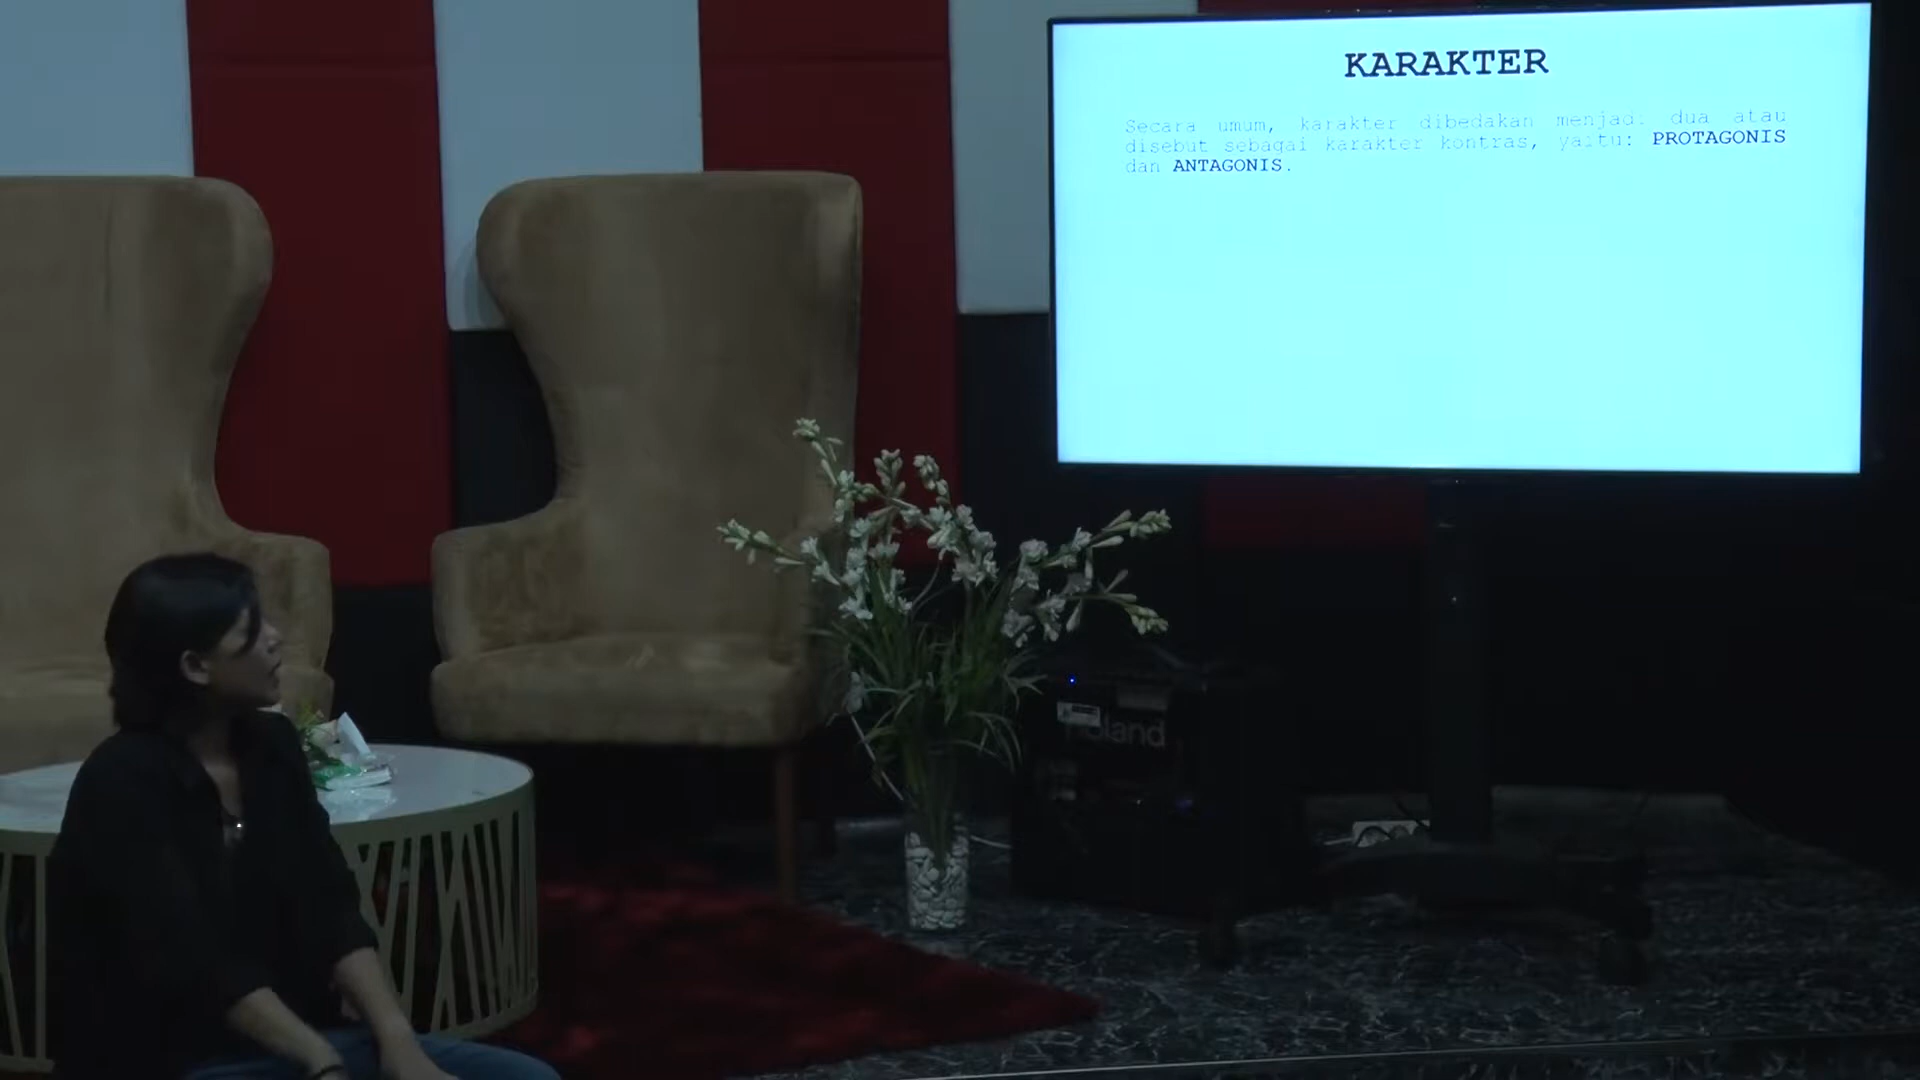 KARAKTER
Secara umum, karakter dibedakan menjadi dua atau
disebut sebagai karakter kontras, yaitu: PROTAGONIS
dan ANTAGONIS.
Roland